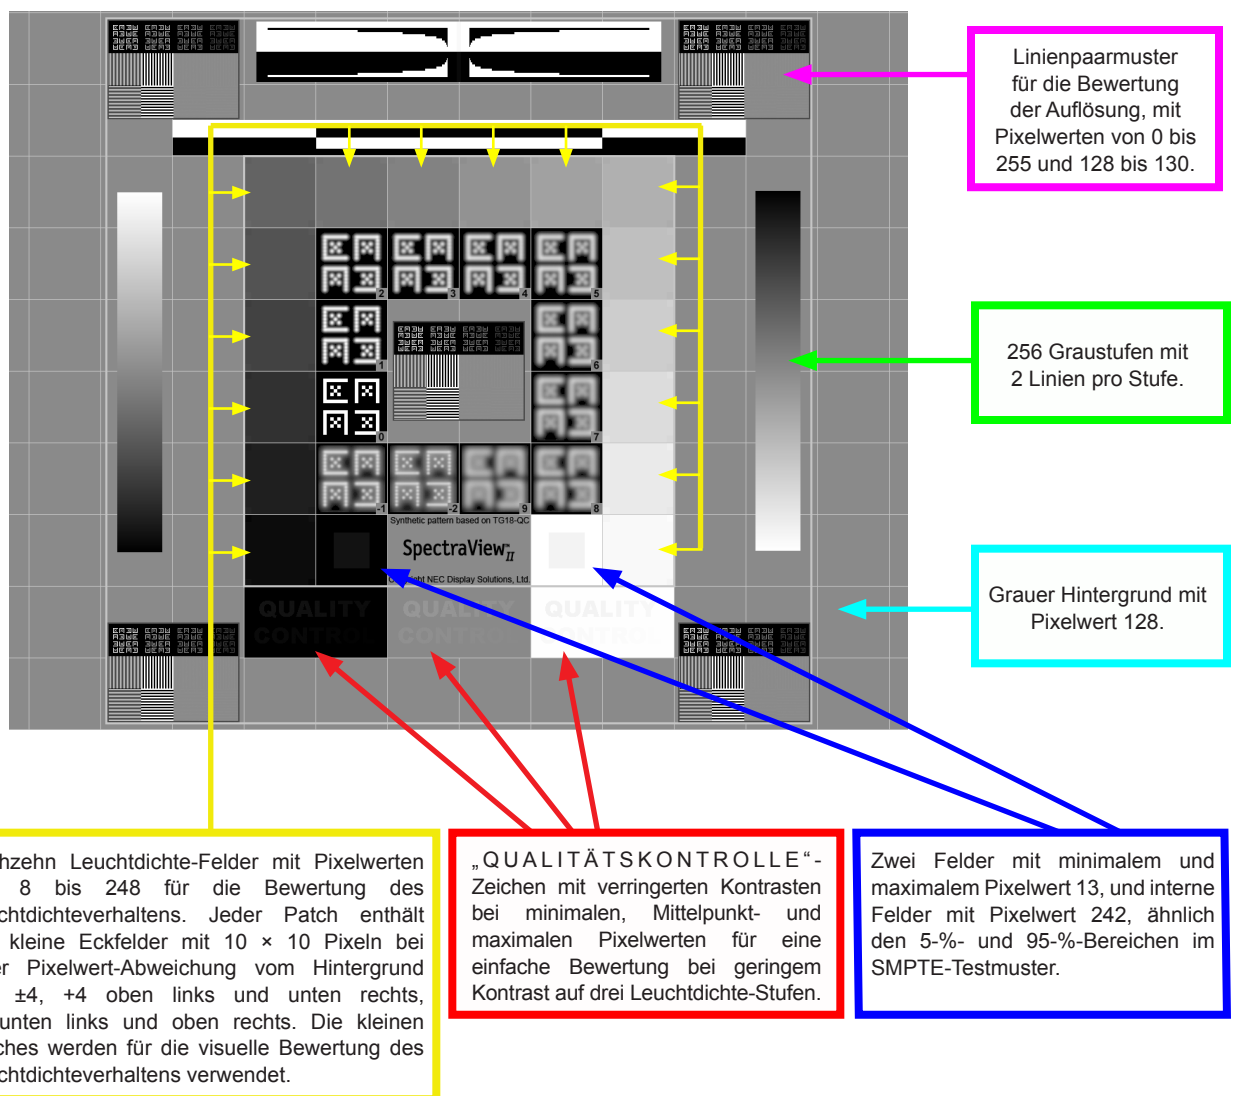 Linienpaarmuster
für die Bewertung
der Auflösung, mit
Pixelwerten von 0 bis
255 und 128 bis 130.
256 Graustufen mit
2 Linien pro Stufe.
Grauer Hintergrund mit
Pixelwert 128.
2
3
4
5
1
6
0
7
-1
-2
9
8
Synthetic pattern based on TG18-QC
SpectraView™II
NEC Display Solutions, Ltd.
QUALITY QUALITY QUALITY
CONTROL CONTROL
hzehn Leuchtdichte-Felder mit Pixelwerten
8 bis 248 für die Bewertung des
chtdichteverhaltens. Jeder Patch enthält
kleine Eckfelder mit 10 × 10 Pixeln bei
er Pixelwert-Abweichung vom Hintergrund
±4, +4 oben links und unten rechts,
unten links und oben rechts. Die kleinen
ches werden für die visuelle Bewertung des
chtdichteverhaltens verwendet.
„QUALITÄTSKONTROLLE“-
Zeichen mit verringerten Kontrasten
bei minimalen, Mittelpunkt- und
maximalen Pixelwerten für eine
einfache Bewertung bei geringem
Kontrast auf drei Leuchtdichte-Stufen.
Zwei Felder mit minimalem und
maximalem Pixelwert 13, und interne
Felder mit Pixelwert 242, ähnlich
den 5-%- und 95-%-Bereichen im
SMPTE-Testmuster.